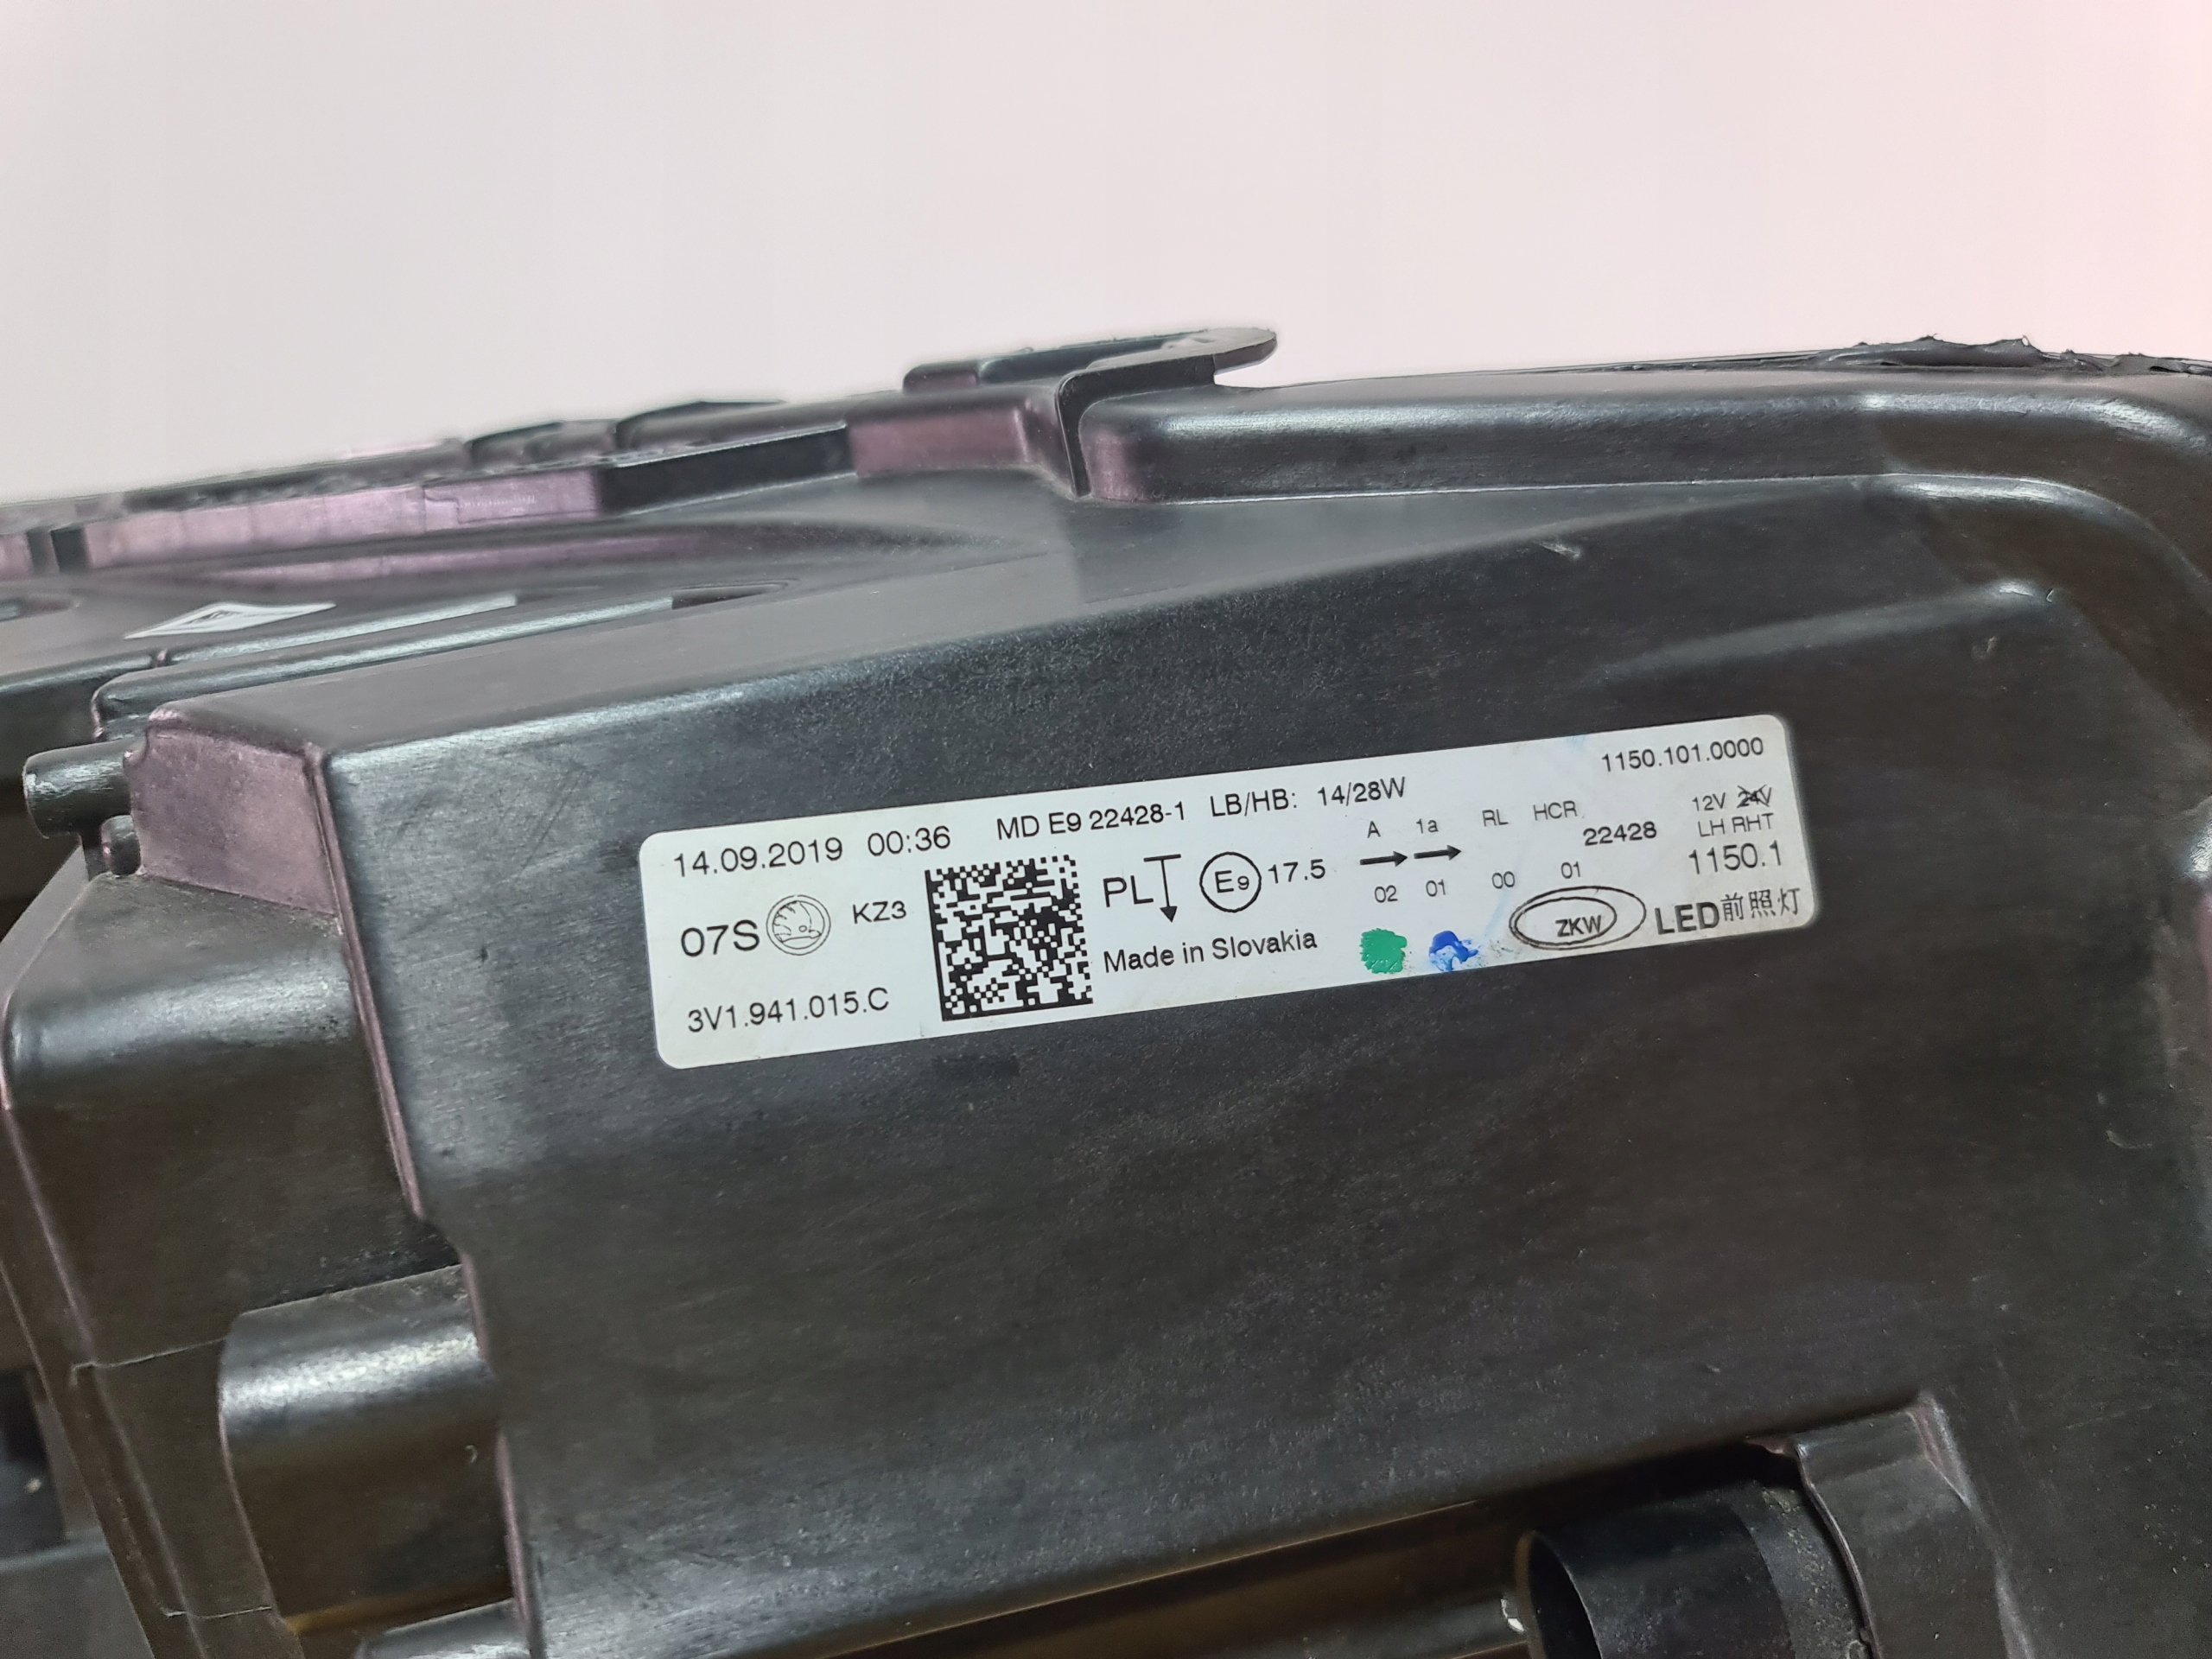 1150.101.0000
14.09.2019 00:36 MD E9 22428-1 LB/HB: 14/28W
A 1a RL HCR 22428 12V 24V
LH RHT
07S KZ3 PL E9 17.5 02 01 00 01 1150.1
ZKW LED前照灯
3V1.941.015.C Made in Slovakia